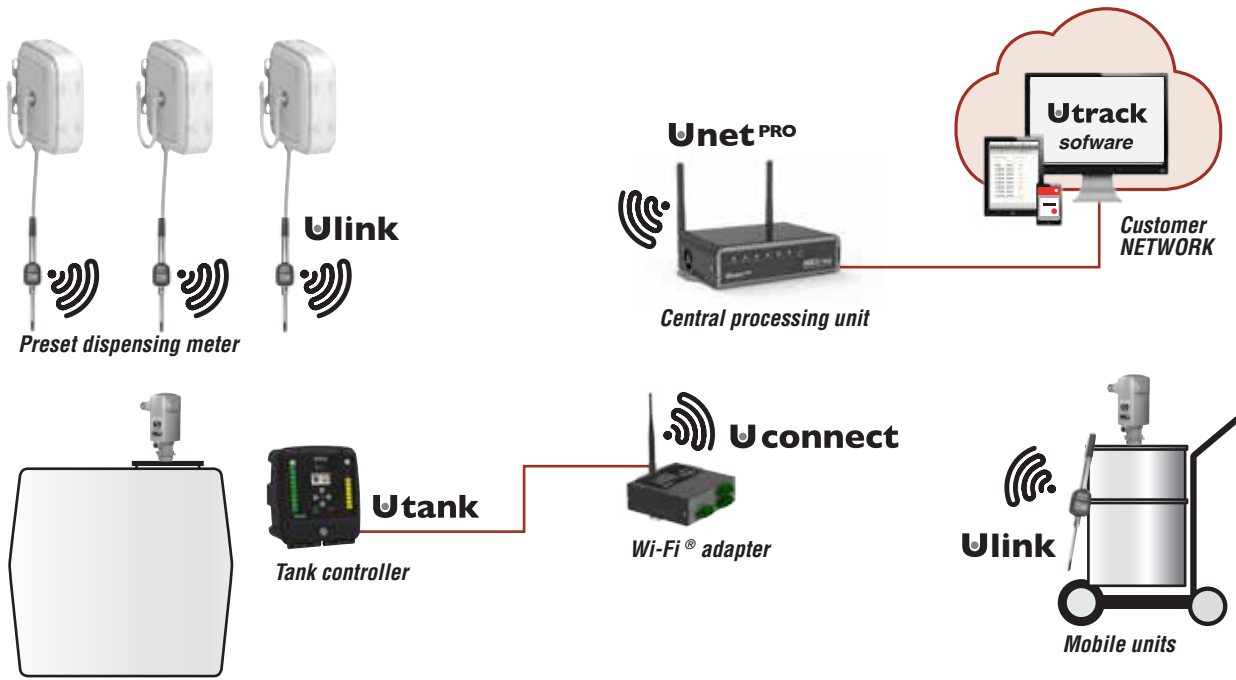 Utrack
sofware
Unet PRO
Customer
NETWORK
Ulink
Central processing unit
Preset dispensing meter
Uconnect
Utank
Wi-Fi ® adapter
Ulink
Tank controller
Mobile units